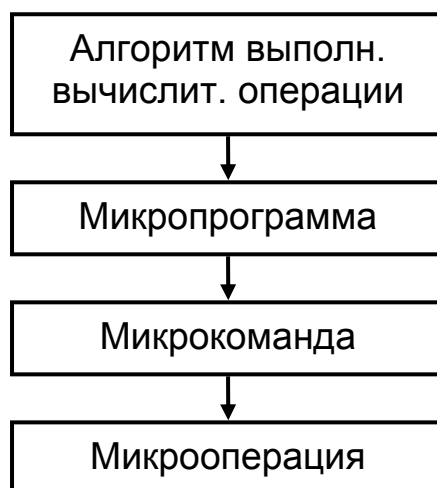 Алгоритм выполн.
вычислит. операции
Микропрограмма
Микрокоманда
Микрооперация